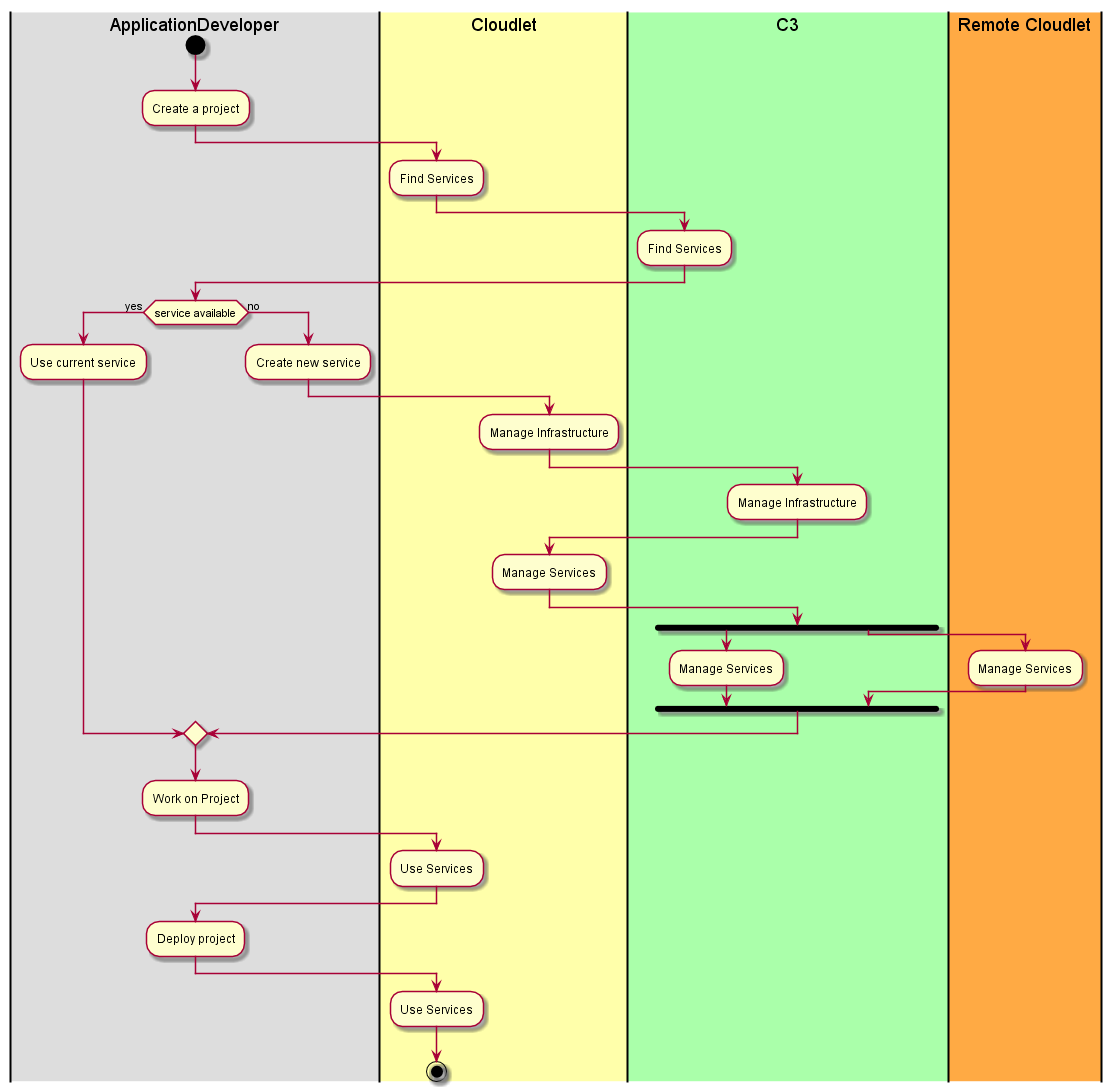 ApplicationDeveloper
Cloudlet
C3
Remote Cloudlet
Create a project
Find Services
Find Services
yes
service available
no
Use current service
Create new service
Manage Infrastructure
Manage Infrastructure
Manage Services
Manage Services
Manage Services
Work on Project
Use Services
Deploy project
Use Services